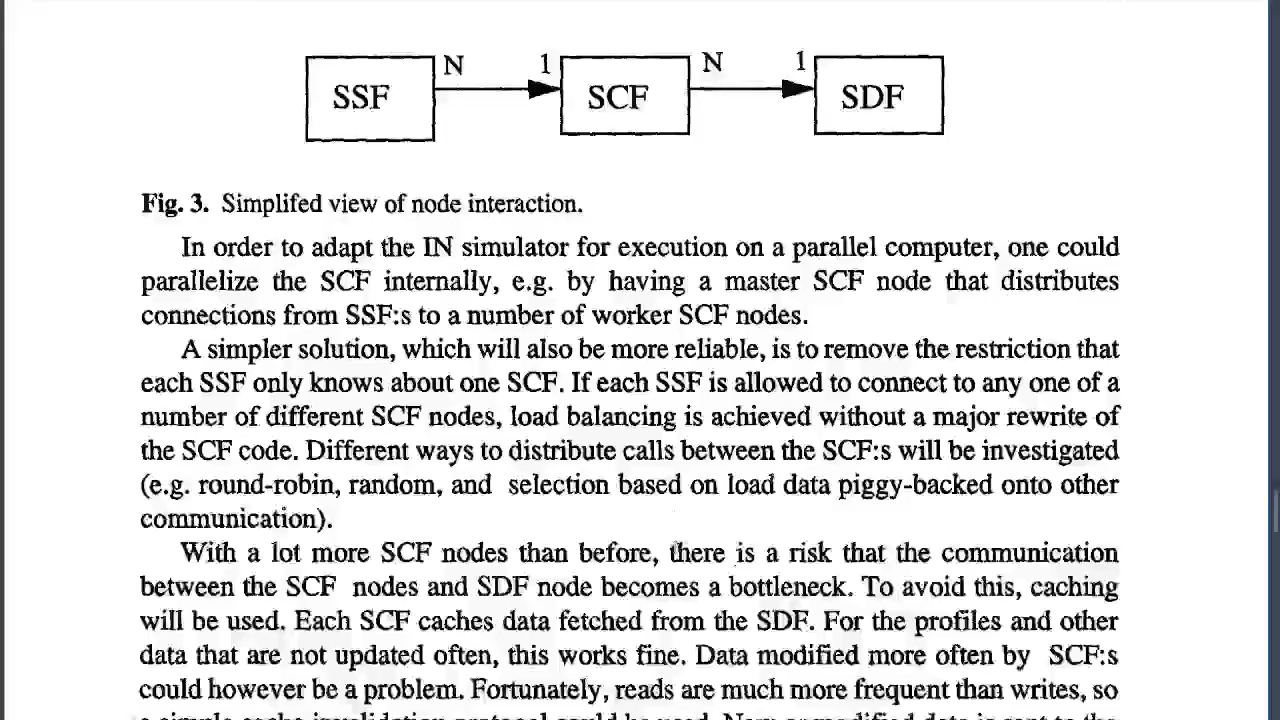 N 1 N 1
SSF SCF SDF
Fig. 3. Simplifed view of node interaction.
In order to adapt the IN simulator for execution on a parallel computer, one could
parallelize the SCF internally, e.g. by having a master SCF node that distributes
connections from SSF:s to a number of worker SCF nodes.
A simpler solution, which will also be more reliable, is to remove the restriction that
each SSF only knows about one SCF. If each SSF is allowed to connect to any one of a
number of different SCF nodes, load balancing is achieved without a major rewrite of
the SCF code. Different ways to distribute calls between the SCF:s will be investigated
(e.g. round-robin, random, and selection based on load data piggy-backed onto other
communication).
With a lot more SCF nodes than before, there is a risk that the communication
between the SCF nodes and SDF node becomes a bottleneck. To avoid this, caching
will be used. Each SCF caches data fetched from the SDF. For the profiles and other
data that are not updated often, this works fine. Data modified more often by SCF:s
could however be a problem. Fortunately, reads are much more frequent than writes, so